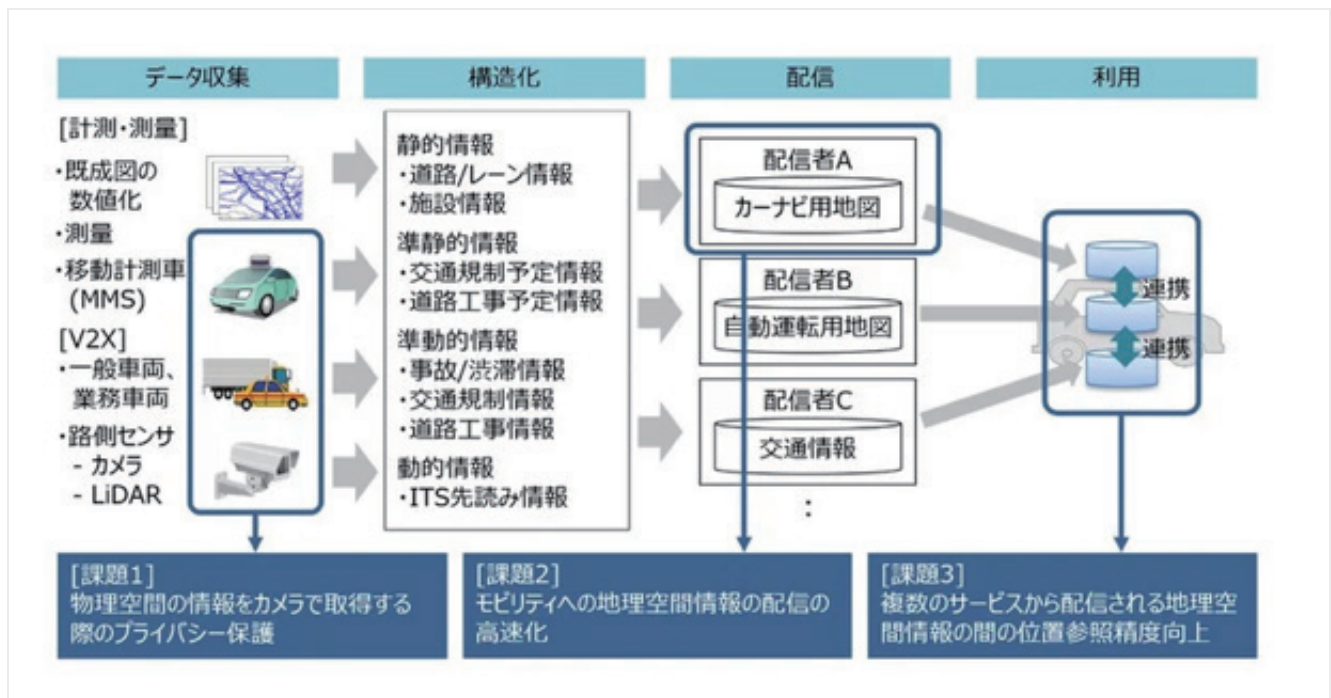 データ収集
構造化
配信
利用
[計測・測量]
・既成図の
数値化
・測量
・移動計測車
(MMS)
[V2X]
・一般車両、
業務車両
・路側センサ
- カメラ
- LiDAR
静的情報
・道路/レーン情報
・施設情報
準静的情報
・交通規制予定情報
・道路工事予定情報
準動的情報
・事故/渋滞情報
・交通規制情報
・道路工事情報
動的情報
・ITS先読み情報
配信者A
カーナビ用地図
配信者B
自動運転用地図
配信者C
交通情報
:
連携
連携
[課題1]
物理空間の情報をカメラで取得する
際のプライバシー保護
[課題2]
モビリティへの地理空間情報の配信の
高速化
[課題3]
複数のサービスから配信される地理空
間情報の間の位置参照精度向上